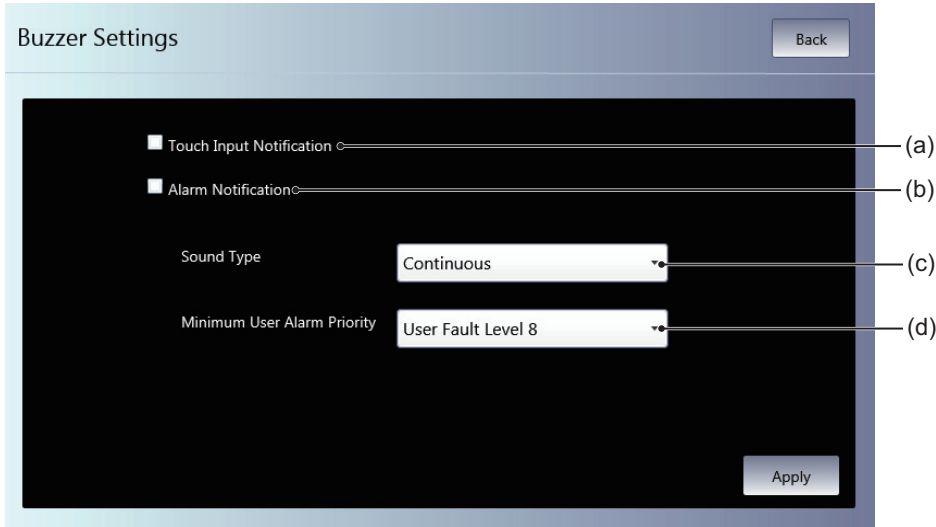 Buzzer Settings
Back
Touch Input Notification
(a)
Alarm Notification
(b)
Sound Type
Continuous
(c)
Minimum User Alarm Priority
User Fault Level 8
(d)
Apply